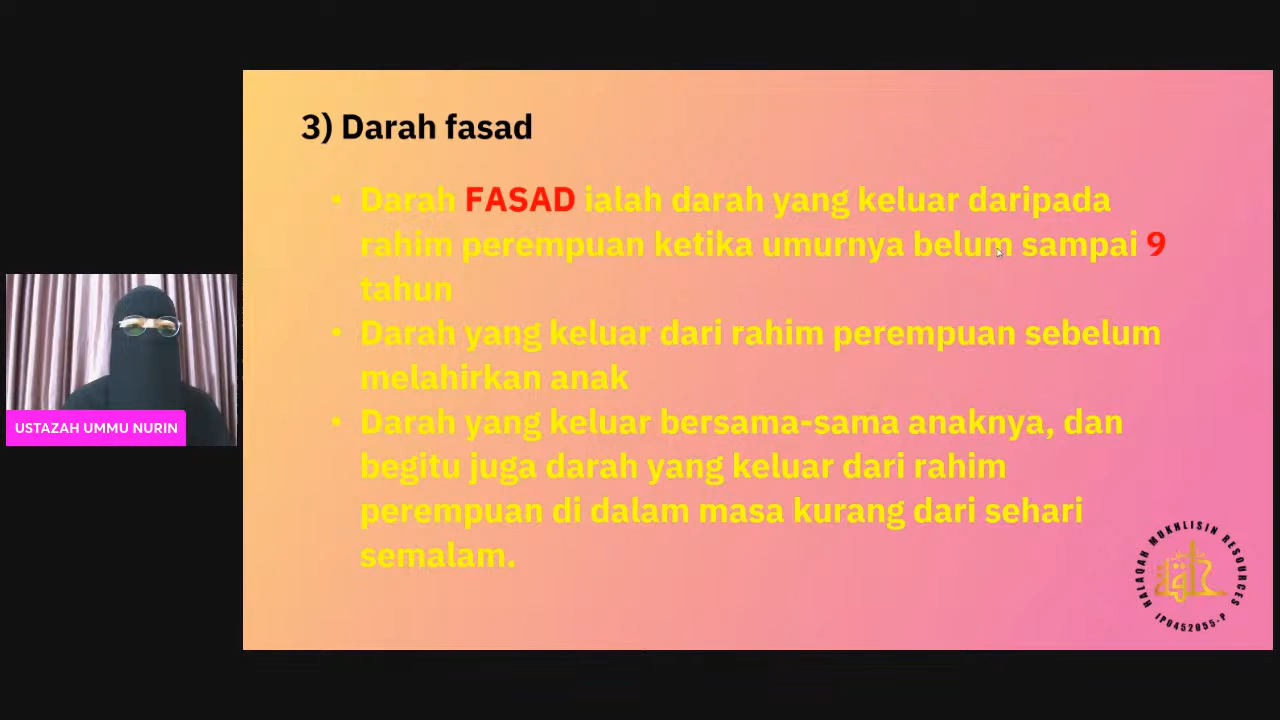 3) Darah fasad
• Darah FASAD ialah darah yang keluar daripada
rahim perempuan ketika umurnya belum sampai 9
tahun
• Darah yang keluar dari rahim perempuan sebelum
melahirkan anak
• Darah yang keluar bersama-sama anaknya, dan
begitu juga darah yang keluar dari rahim
perempuan di dalam masa kurang dari sehari
semalam.
USTAZAH UMMU NURIN
HALAQAH MUKHLISIN RESOURCES
IP0452055-P